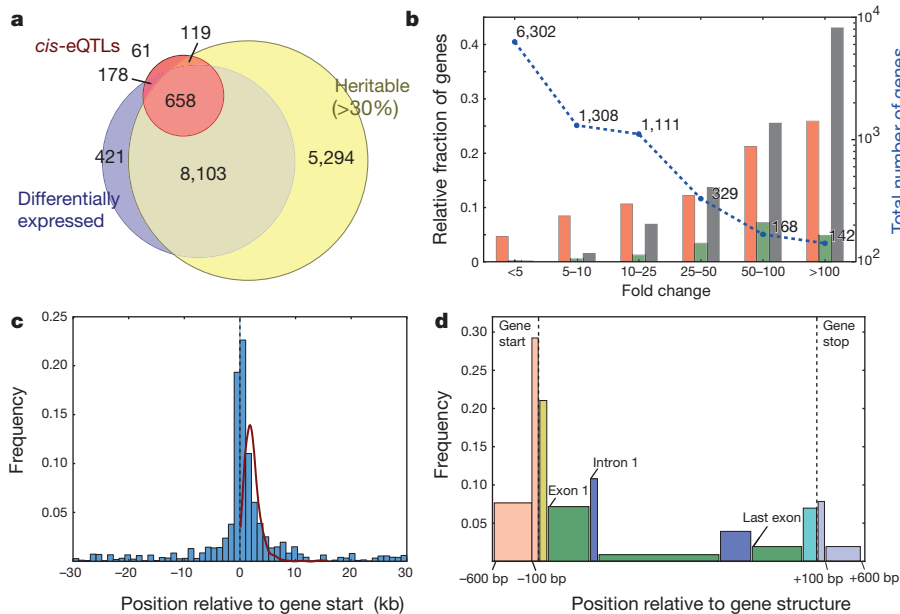 a
cis-eQTLs
61
119
178
658
Heritable
(>30%)
421
8,103
5,294
Differentially
expressed
b
Relative fraction of genes
0.4
0.3
0.2
0.1
0
6,302
1,308
1,111
329
168
142
10^4
10^3
10^2
Total number of genes
<5
5–10
10–25
25–50
50–100
>100
Fold change
c
Frequency
0.25
0.20
0.15
0.10
0.05
–30
–20
–10
0
10
20
30
Position relative to gene start (kb)
d
Frequency
0.30
0.25
0.20
0.15
0.10
0.05
Gene
start
Gene
stop
Exon 1
Intron 1
Last exon
–600 bp
–100 bp
+100 bp
+600 bp
Position relative to gene structure